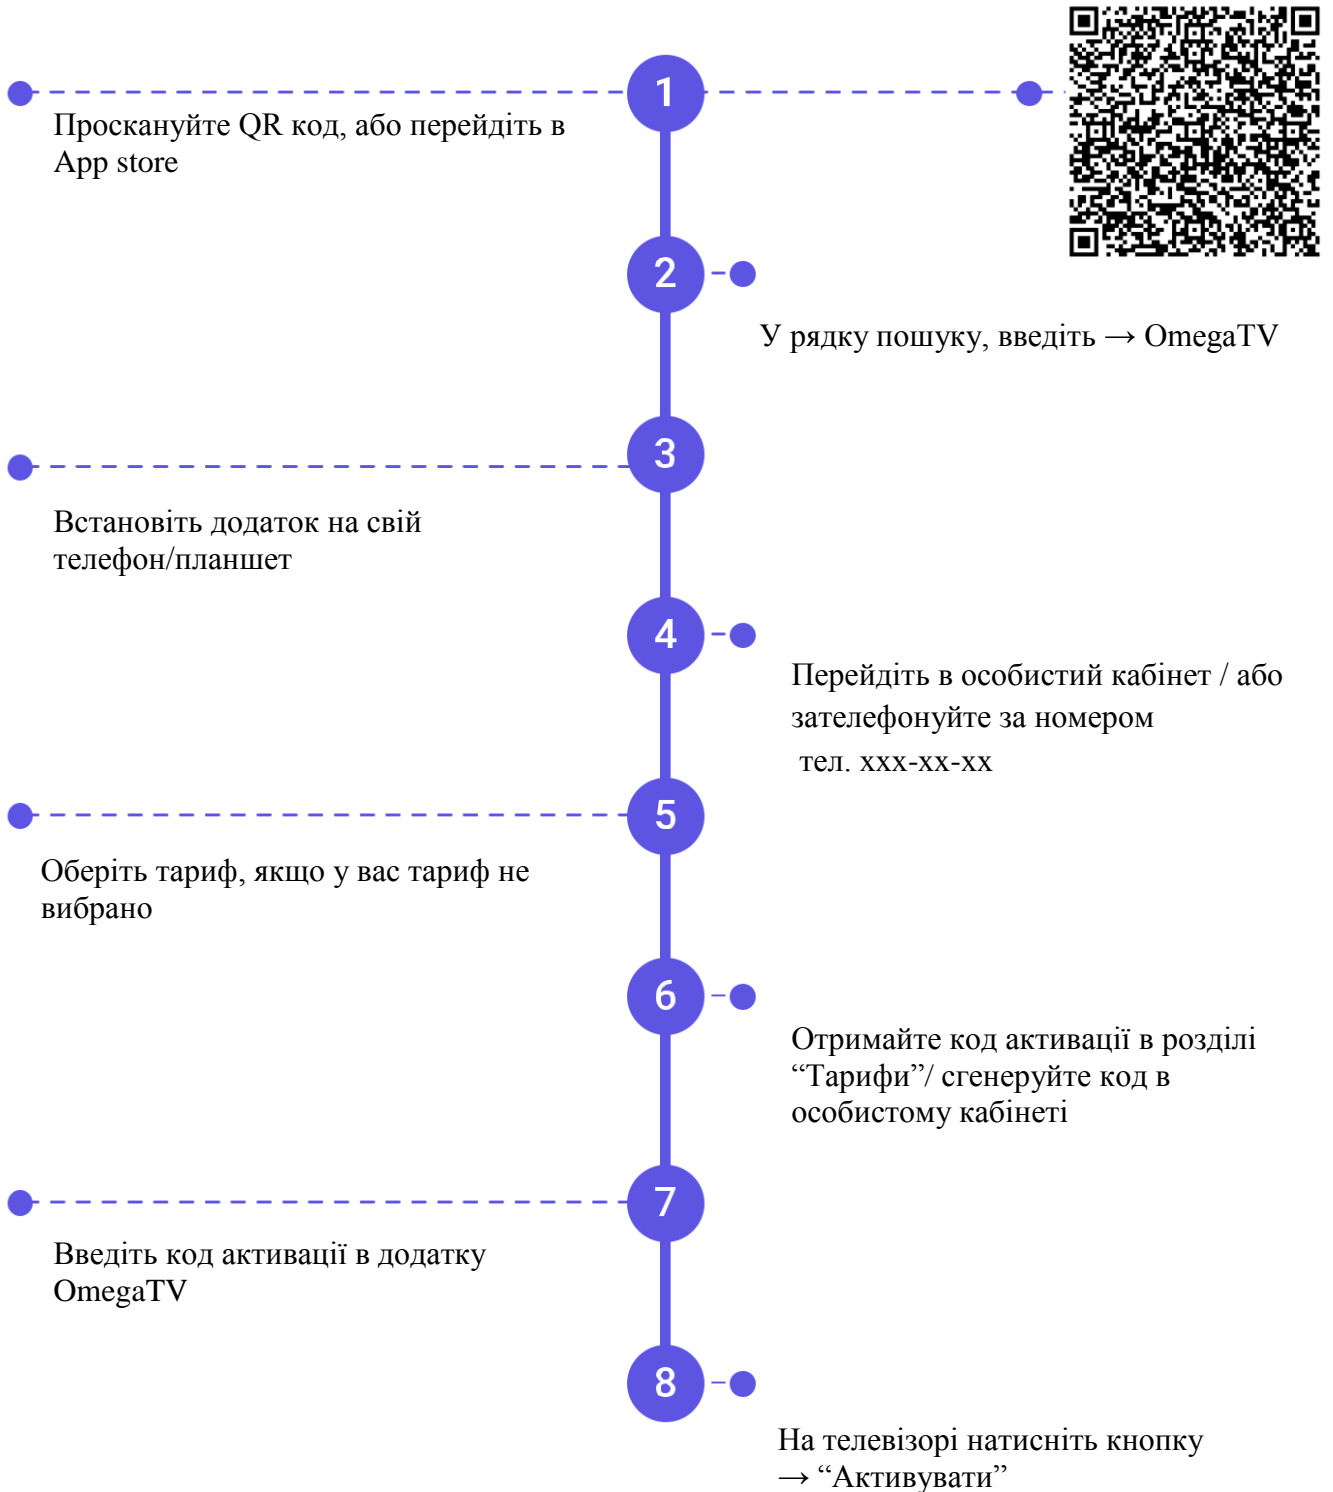 1
Проскануйте QR код, або перейдіть в
App store
2
У рядку пошуку, введіть → OmegaTV
3
Встановіть додаток на свій
телефон/планшет
4
Перейдіть в особистий кабінет / або
зателефонуйте за номером
тел. xxx-xx-xx
5
Оберіть тариф, якщо у вас тариф не
вибрано
6
Отримайте код активації в розділі
“Тарифи”/ сгенеруйте код в
особистому кабінеті
7
Введіть код активації в додатку
OmegaTV
8
На телевізорі натисніть кнопку
→ “Активувати”